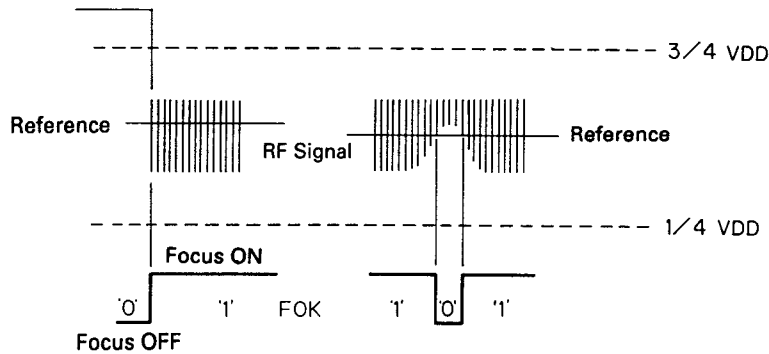 3/4 VDD
Reference
RF Signal
Reference
1/4 VDD
Focus ON
'0' '1' FOK '1' '0' '1'
Focus OFF